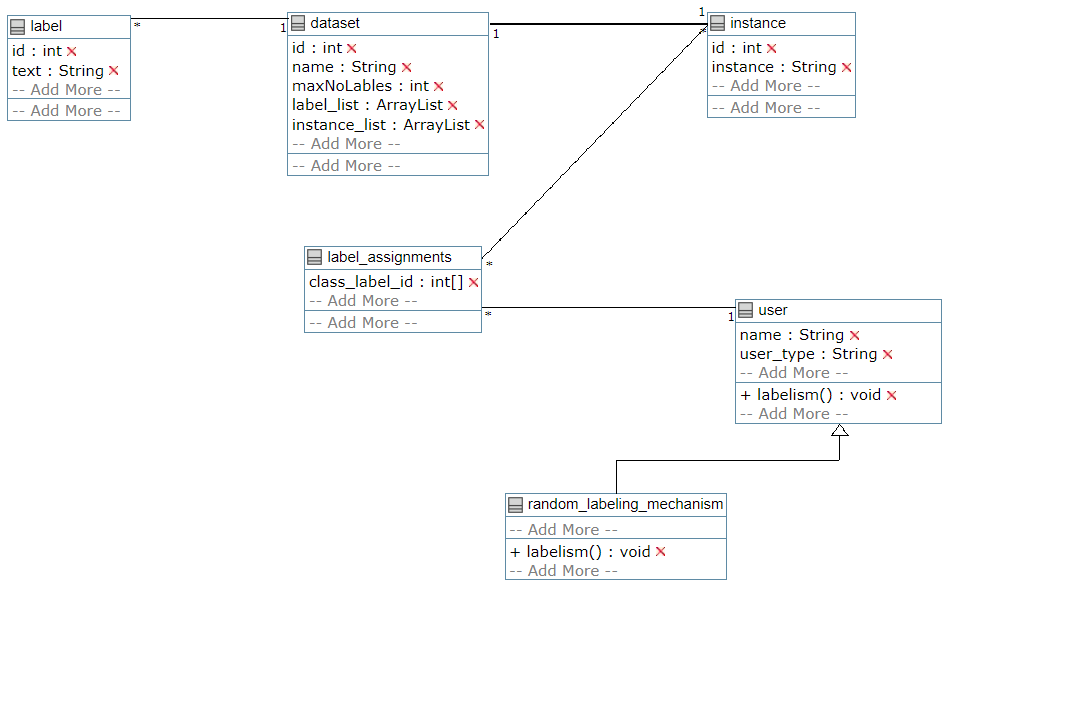 label
id : int
text : String
-- Add More --
-- Add More --
*
1
dataset
id : int
name : String
maxNoLables : int
label_list : ArrayList
instance_list : ArrayList
-- Add More --
-- Add More --
1
1
*
instance
id : int
instance : String
-- Add More --
-- Add More --
label_assignments
class_label_id : int[]
-- Add More --
-- Add More --
*
*
1
user
name : String
user_type : String
-- Add More --
+ labelism() : void
-- Add More --
random_labeling_mechanism
-- Add More --
+ labelism() : void
-- Add More --